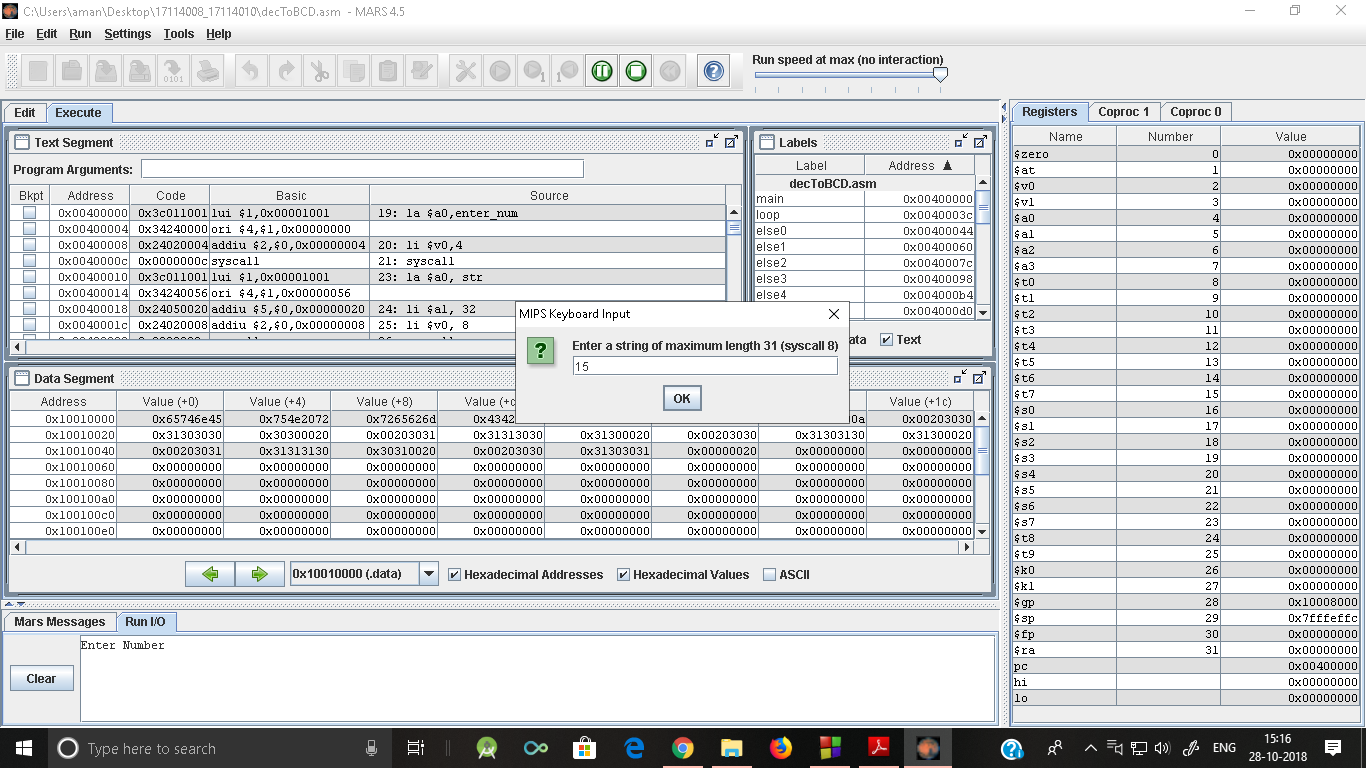 C:\Users\aman\Desktop\17114008_17114010\decToBCD.asm - MARS 4.5
File Edit Run Settings Tools Help
Run speed at max (no interaction)
Edit Execute
Text Segment
Program Arguments:
Bkpt Address Code Basic Source
0x00400000 0x3c011001 lui $1,0x00001001 19: la $a0,enter_num
0x00400004 0x34240000 ori $4,$1,0x00000000
0x00400008 0x24020004 addiu $2,$0,0x00000004 20: li $v0,4
0x0040000c 0x0000000c syscall 21: syscall
0x00400010 0x3c011001 lui $1,0x00001001 23: la $a0, str
0x00400014 0x34240056 ori $4,$1,0x00000056
0x00400018 0x24050020 addiu $5,$0,0x00000020 24: li $a1, 32
0x0040001c 0x24020008 addiu $2,$0,0x00000008 25: li $v0, 8
Labels
Label Address ▲
decToBCD.asm
main 0x00400000
loop 0x0040003c
else0 0x00400044
else1 0x00400060
else2 0x0040007c
else3 0x00400098
else4 0x004000b4
0x004000d0
ata Text
MIPS Keyboard Input
Enter a string of maximum length 31 (syscall 8)
15
OK
Data Segment
Address Value (+0) Value (+4) Value (+8) Value (+c Value (+1c)
0x10010000 0x65746e45 0x754e2072 0x7265626d 0x4342 0a 0x00203030
0x10010020 0x31303030 0x30300020 0x00203031 0x31313030 0x31300020 0x00203030 0x31303130 0x31300020
0x10010040 0x00203031 0x31313130 0x30310020 0x00203030 0x31303031 0x00000020 0x00000000 0x00000000
0x10010060 0x00000000 0x00000000 0x00000000 0x00000000 0x00000000 0x00000000 0x00000000 0x00000000
0x10010080 0x00000000 0x00000000 0x00000000 0x00000000 0x00000000 0x00000000 0x00000000 0x00000000
0x100100a0 0x00000000 0x00000000 0x00000000 0x00000000 0x00000000 0x00000000 0x00000000 0x00000000
0x100100c0 0x00000000 0x00000000 0x00000000 0x00000000 0x00000000 0x00000000 0x00000000 0x00000000
0x100100e0 0x00000000 0x00000000 0x00000000 0x00000000 0x00000000 0x00000000 0x00000000 0x00000000
0x10010000 (.data) Hexadecimal Addresses Hexadecimal Values ASCII
Mars Messages Run I/O
Enter Number
Clear
Registers Coproc 1 Coproc 0
Name Number Value
$zero 0 0x00000000
$at 1 0x00000000
$v0 2 0x00000000
$v1 3 0x00000000
$a0 4 0x00000000
$a1 5 0x00000000
$a2 6 0x00000000
$a3 7 0x00000000
$t0 8 0x00000000
$t1 9 0x00000000
$t2 10 0x00000000
$t3 11 0x00000000
$t4 12 0x00000000
$t5 13 0x00000000
$t6 14 0x00000000
$t7 15 0x00000000
$s0 16 0x00000000
$s1 17 0x00000000
$s2 18 0x00000000
$s3 19 0x00000000
$s4 20 0x00000000
$s5 21 0x00000000
$s6 22 0x00000000
$s7 23 0x00000000
$t8 24 0x00000000
$t9 25 0x00000000
$k0 26 0x00000000
$k1 27 0x00000000
$gp 28 0x10008000
$sp 29 0x7fffeffc
$fp 30 0x00000000
$ra 31 0x00000000
pc 0x00400000
hi 0x00000000
lo 0x00000000
Type here to search
ENG
15:16
28-10-2018